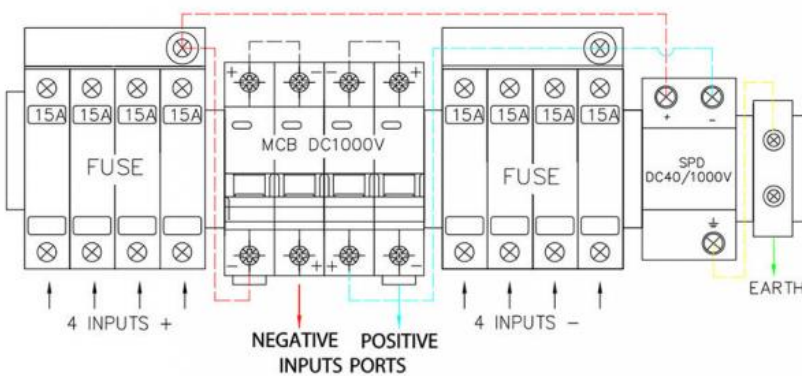 15A 15A 15A 15A
FUSE
4 INPUTS +
+ - - +
MCB DC1000V
- + + -
NEGATIVE POSITIVE
INPUTS PORTS
15A 15A 15A 15A
FUSE
4 INPUTS -
+ -
SPD
DC40/1000V
EARTH